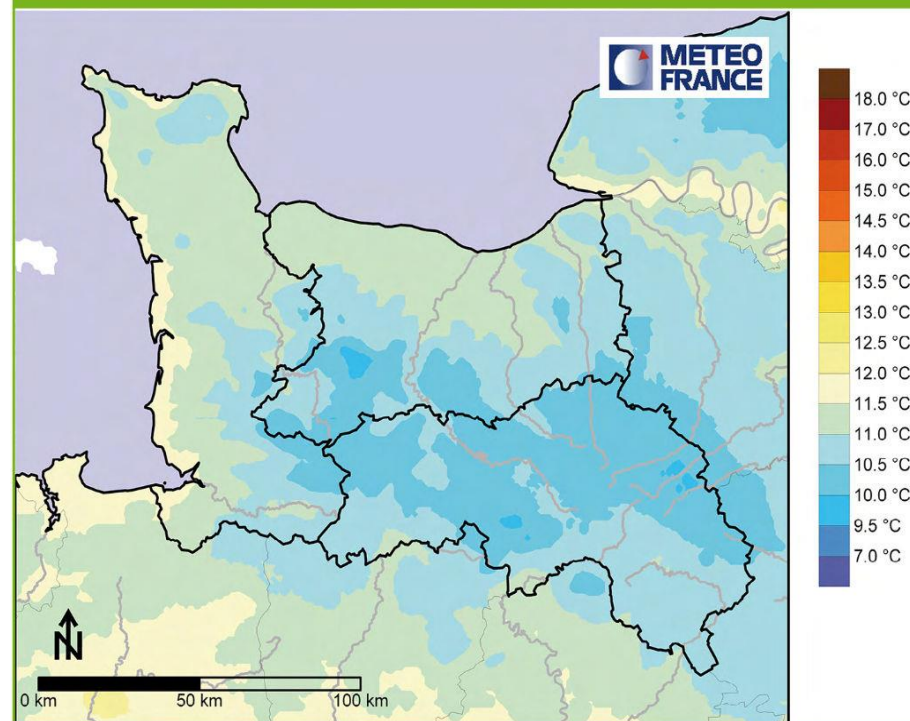 METEO
FRANCE
18.0 °C
17.0 °C
16.0 °C
15.0 °C
14.5 °C
14.0 °C
13.5 °C
13.0 °C
12.5 °C
12.0 °C
11.5 °C
11.0 °C
10.5 °C
10.0 °C
9.5 °C
7.0 °C
N
0 km 50 km 100 km